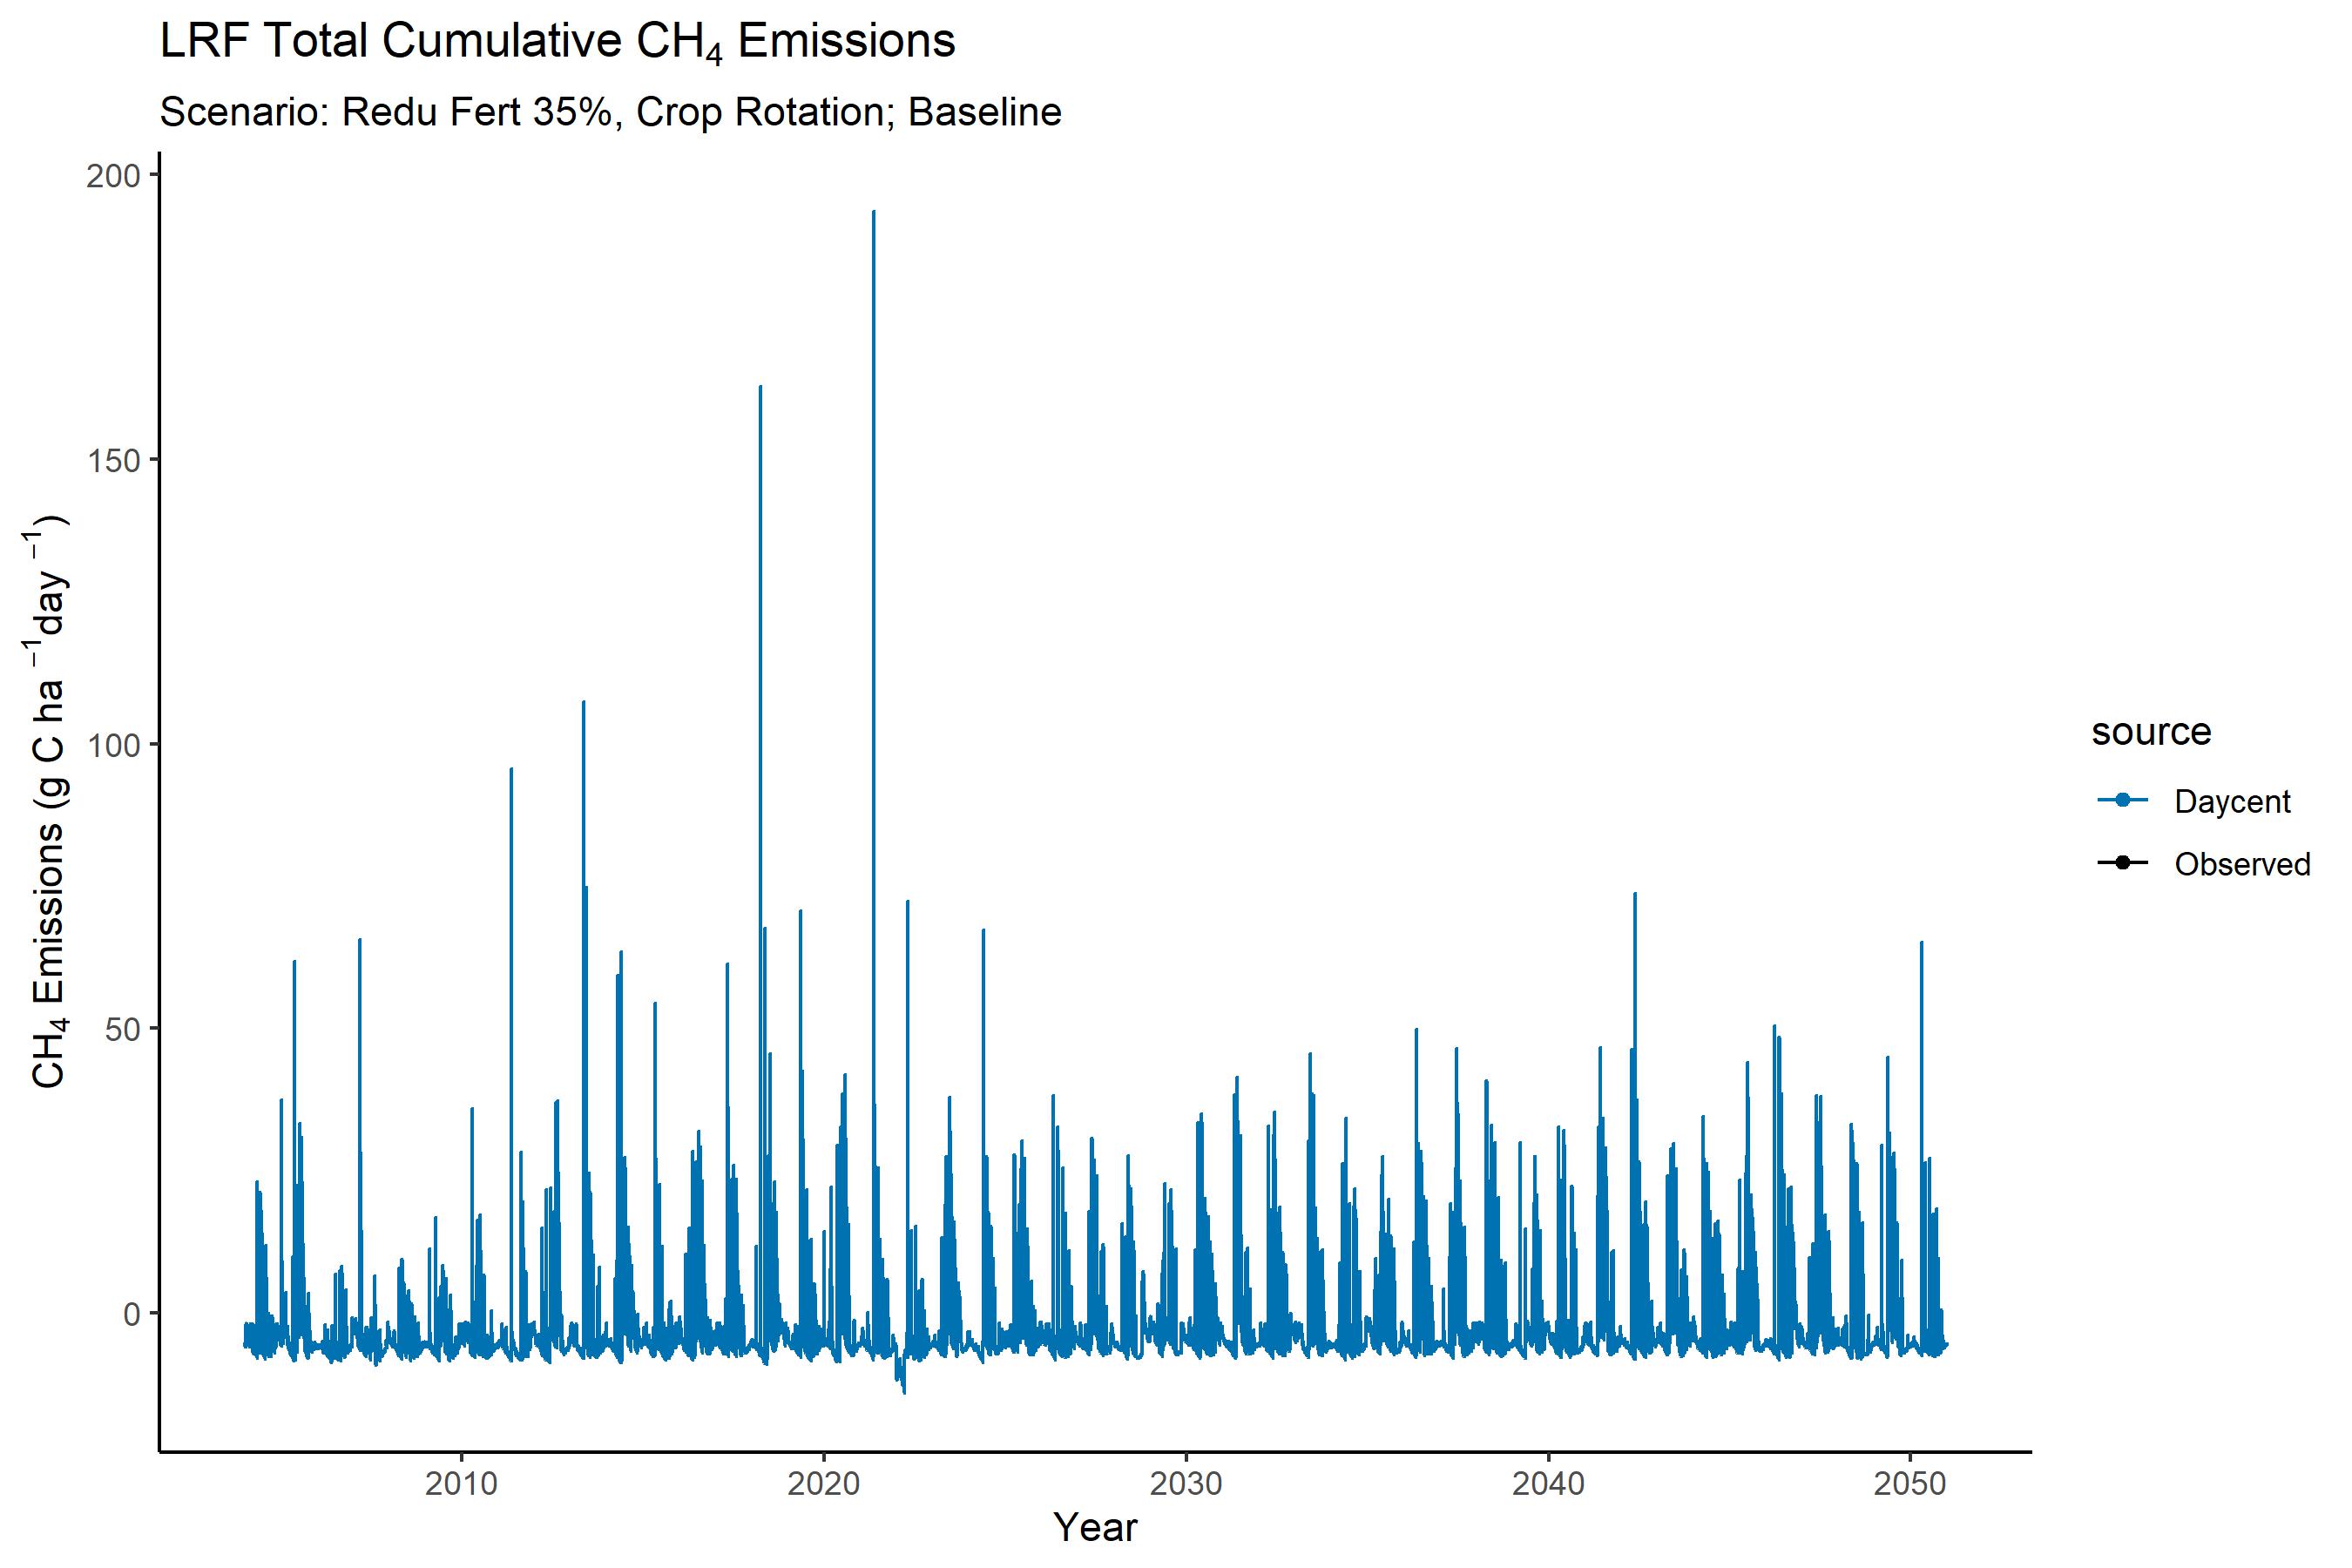 LRF Total Cumulative CH₄ Emissions
Scenario: Redu Fert 35%, Crop Rotation; Baseline
CH₄ Emissions (g C ha ⁻¹day ⁻¹)
200
150
100
50
0
2010 2020 2030 2040 2050
Year
source
Daycent
Observed